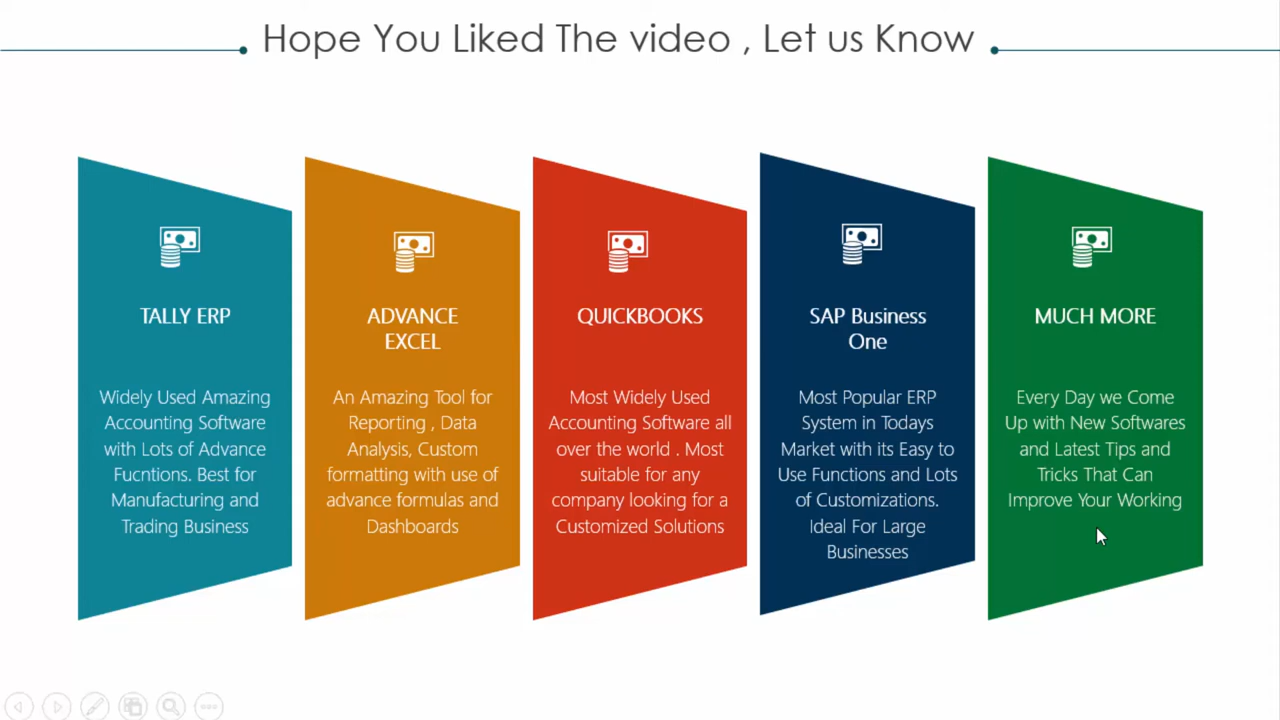 Hope You Liked The video , Let us Know
TALLY ERP
Widely Used Amazing
Accounting Software
with Lots of Advance
Fucntions. Best for
Manufacturing and
Trading Business
ADVANCE
EXCEL
An Amazing Tool for
Reporting , Data
Analysis, Custom
formatting with use of
advance formulas and
Dashboards
QUICKBOOKS
Most Widely Used
Accounting Software all
over the world . Most
suitable for any
company looking for a
Customized Solutions
SAP Business
One
Most Popular ERP
System in Todays
Market with its Easy to
Use Functions and Lots
of Customizations.
Ideal For Large
Businesses
MUCH MORE
Every Day we Come
Up with New Softwares
and Latest Tips and
Tricks That Can
Improve Your Working